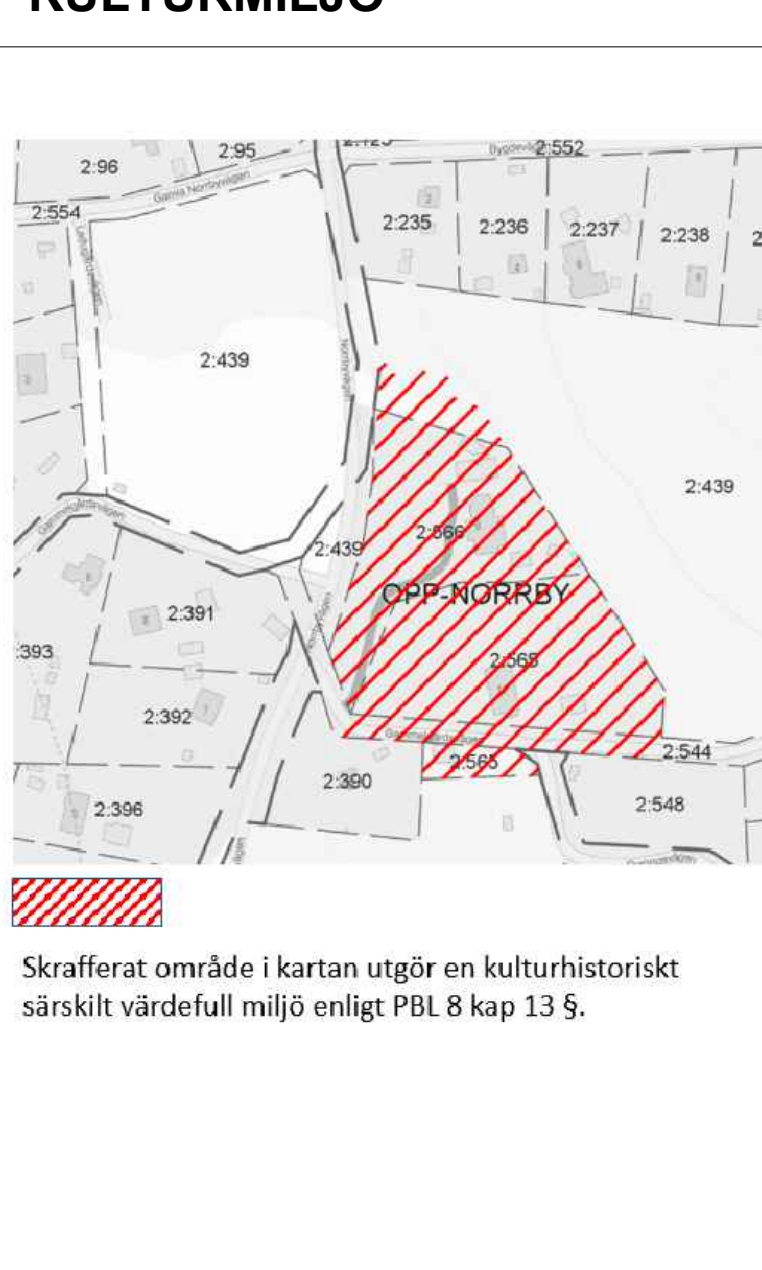 KULTURMILJÖ
2:95
2:552
2:96
Gamla Norrbyvägen
2:554
2:235
2:236
2:237
2:238
2:439
Norrbyvägen
2:439
Gammelgårdsvägen
2:566
2:439
OPP-NORRBY
2:391
:393
2:565
2:392
Gammelgårdsvägen
2:544
2:565
2:390
2:396
2:548
Skrafferat område i kartan utgör en kulturhistoriskt
särskilt värdefull miljö enligt PBL 8 kap 13 §.